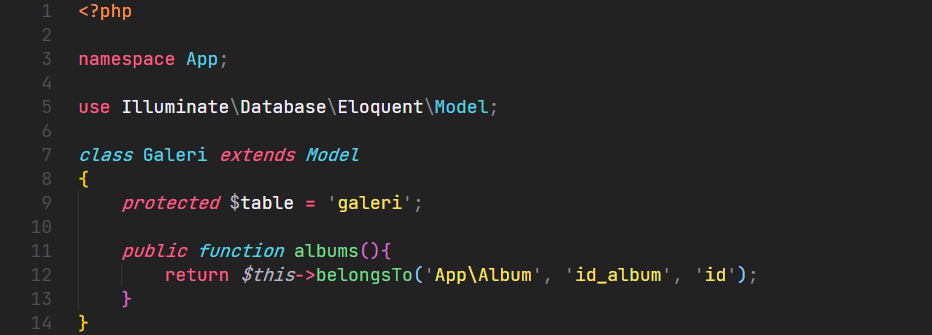 1 <?php
2
3 namespace App;
4
5 use Illuminate\Database\Eloquent\Model;
6
7 class Galeri extends Model
8 {
9     protected $table = 'galeri';
10
11     public function albums(){
12         return $this->belongsTo('App\Album', 'id_album', 'id');
13     }
14 }